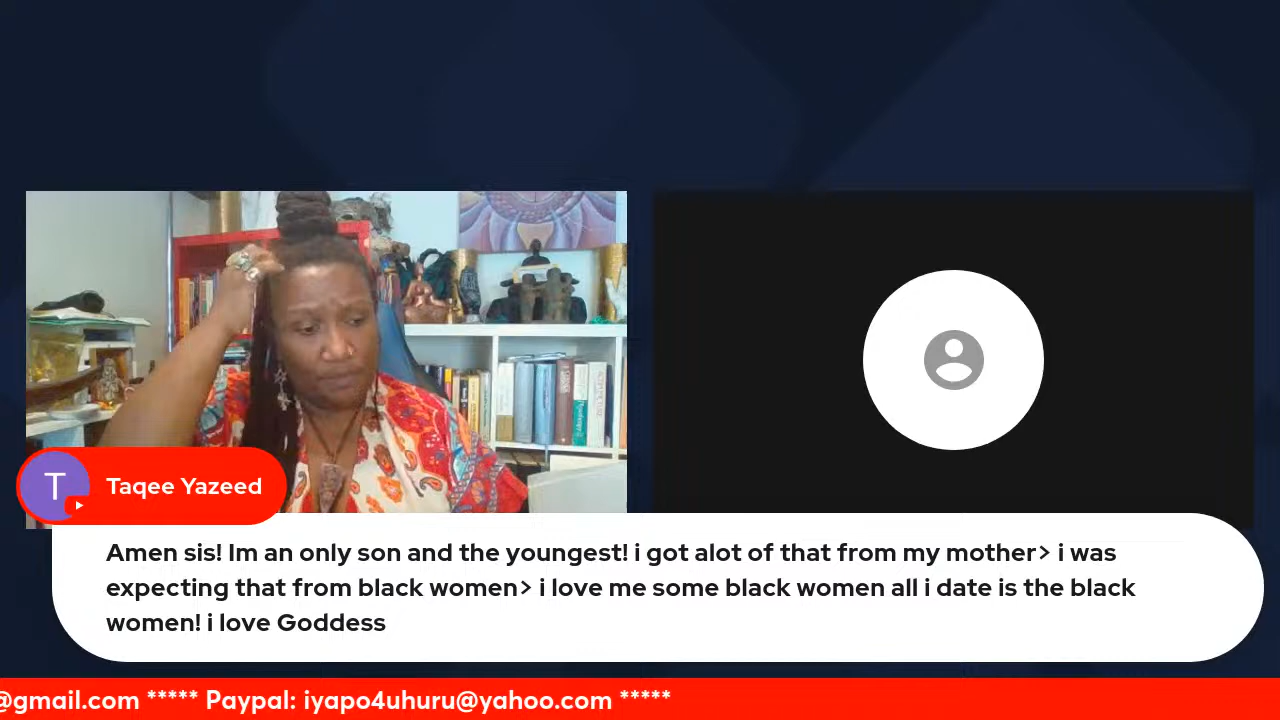 T
Taqee Yazeed
Amen sis! Im an only son and the youngest! i got alot of that from my mother> i was
expecting that from black women> i love me some black women all i date is the black
women! i love Goddess
@gmail.com ***** Paypal: iyapo4uhuru@yahoo.com *****